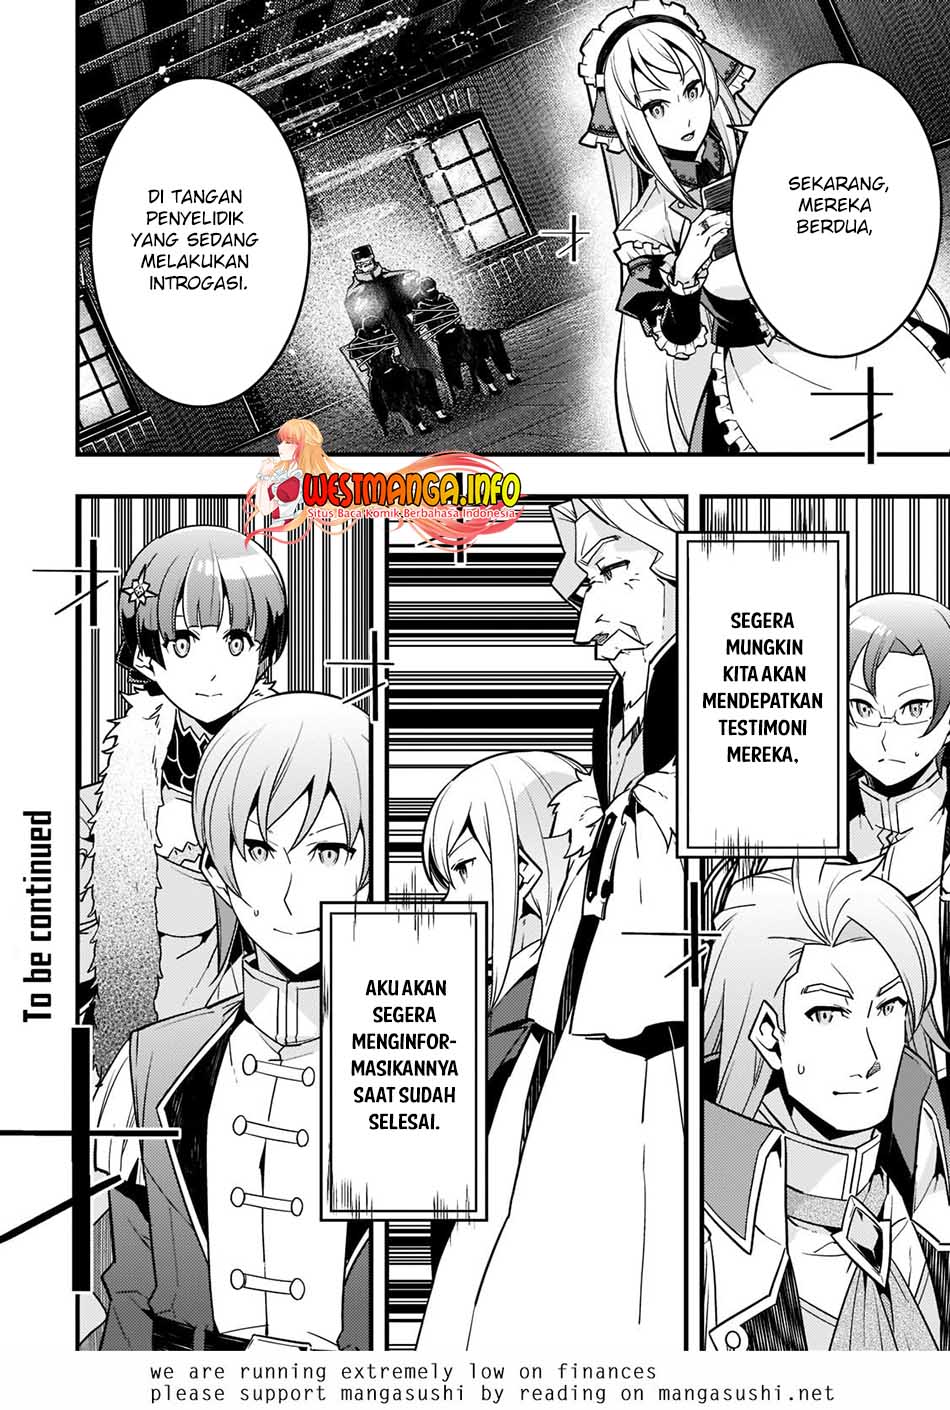 SEKARANG,
MEREKA
BERDUA,
DI TANGAN
PENYELIDIK
YANG SEDANG
MELAKUKAN
INTROGASI.
WESTMANGA.INFO
Situs Baca Komik Berbahasa Indonesia
SEGERA
MUNGKIN
KITA AKAN
MENDEPATKAN
TESTIMONI
MEREKA,
AKU AKAN
SEGERA
MENGINFOR-
MASIKANNYA
SAAT SUDAH
SELESAI.
To be continued
we are running extremely low on finances
please support mangasushi by reading on mangasushi.net